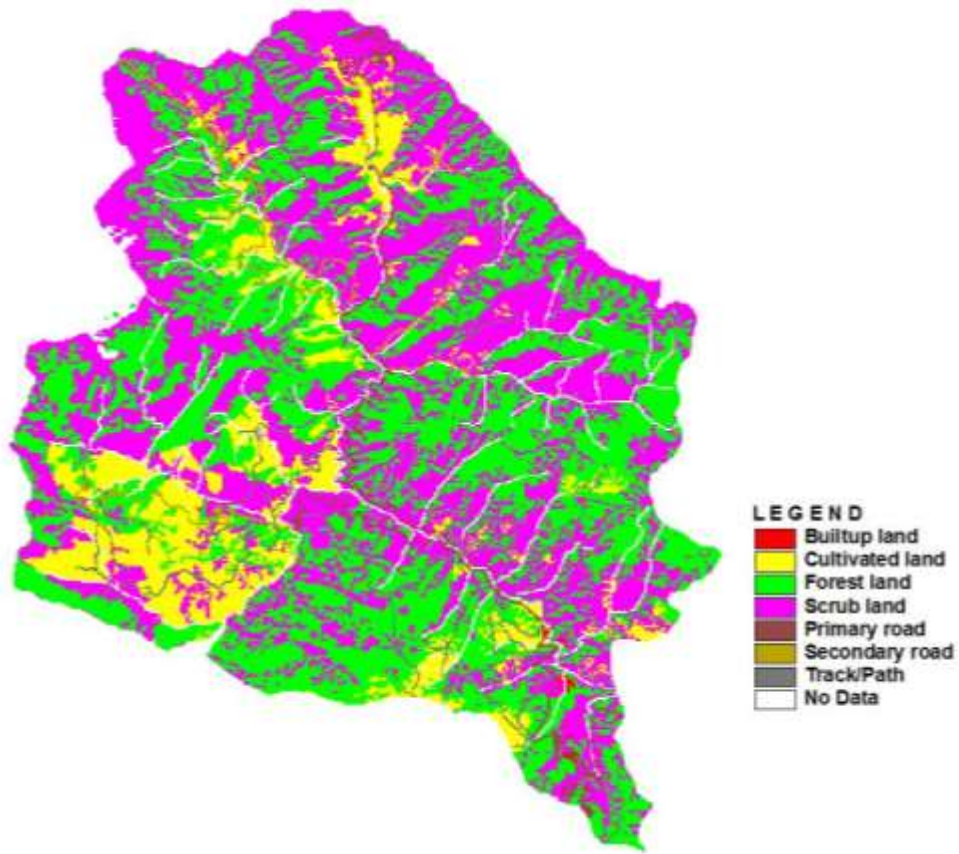 LEGEND
Builtup land
Cultivated land
Forest land
Scrub land
Primary road
Secondary road
Track/Path
No Data